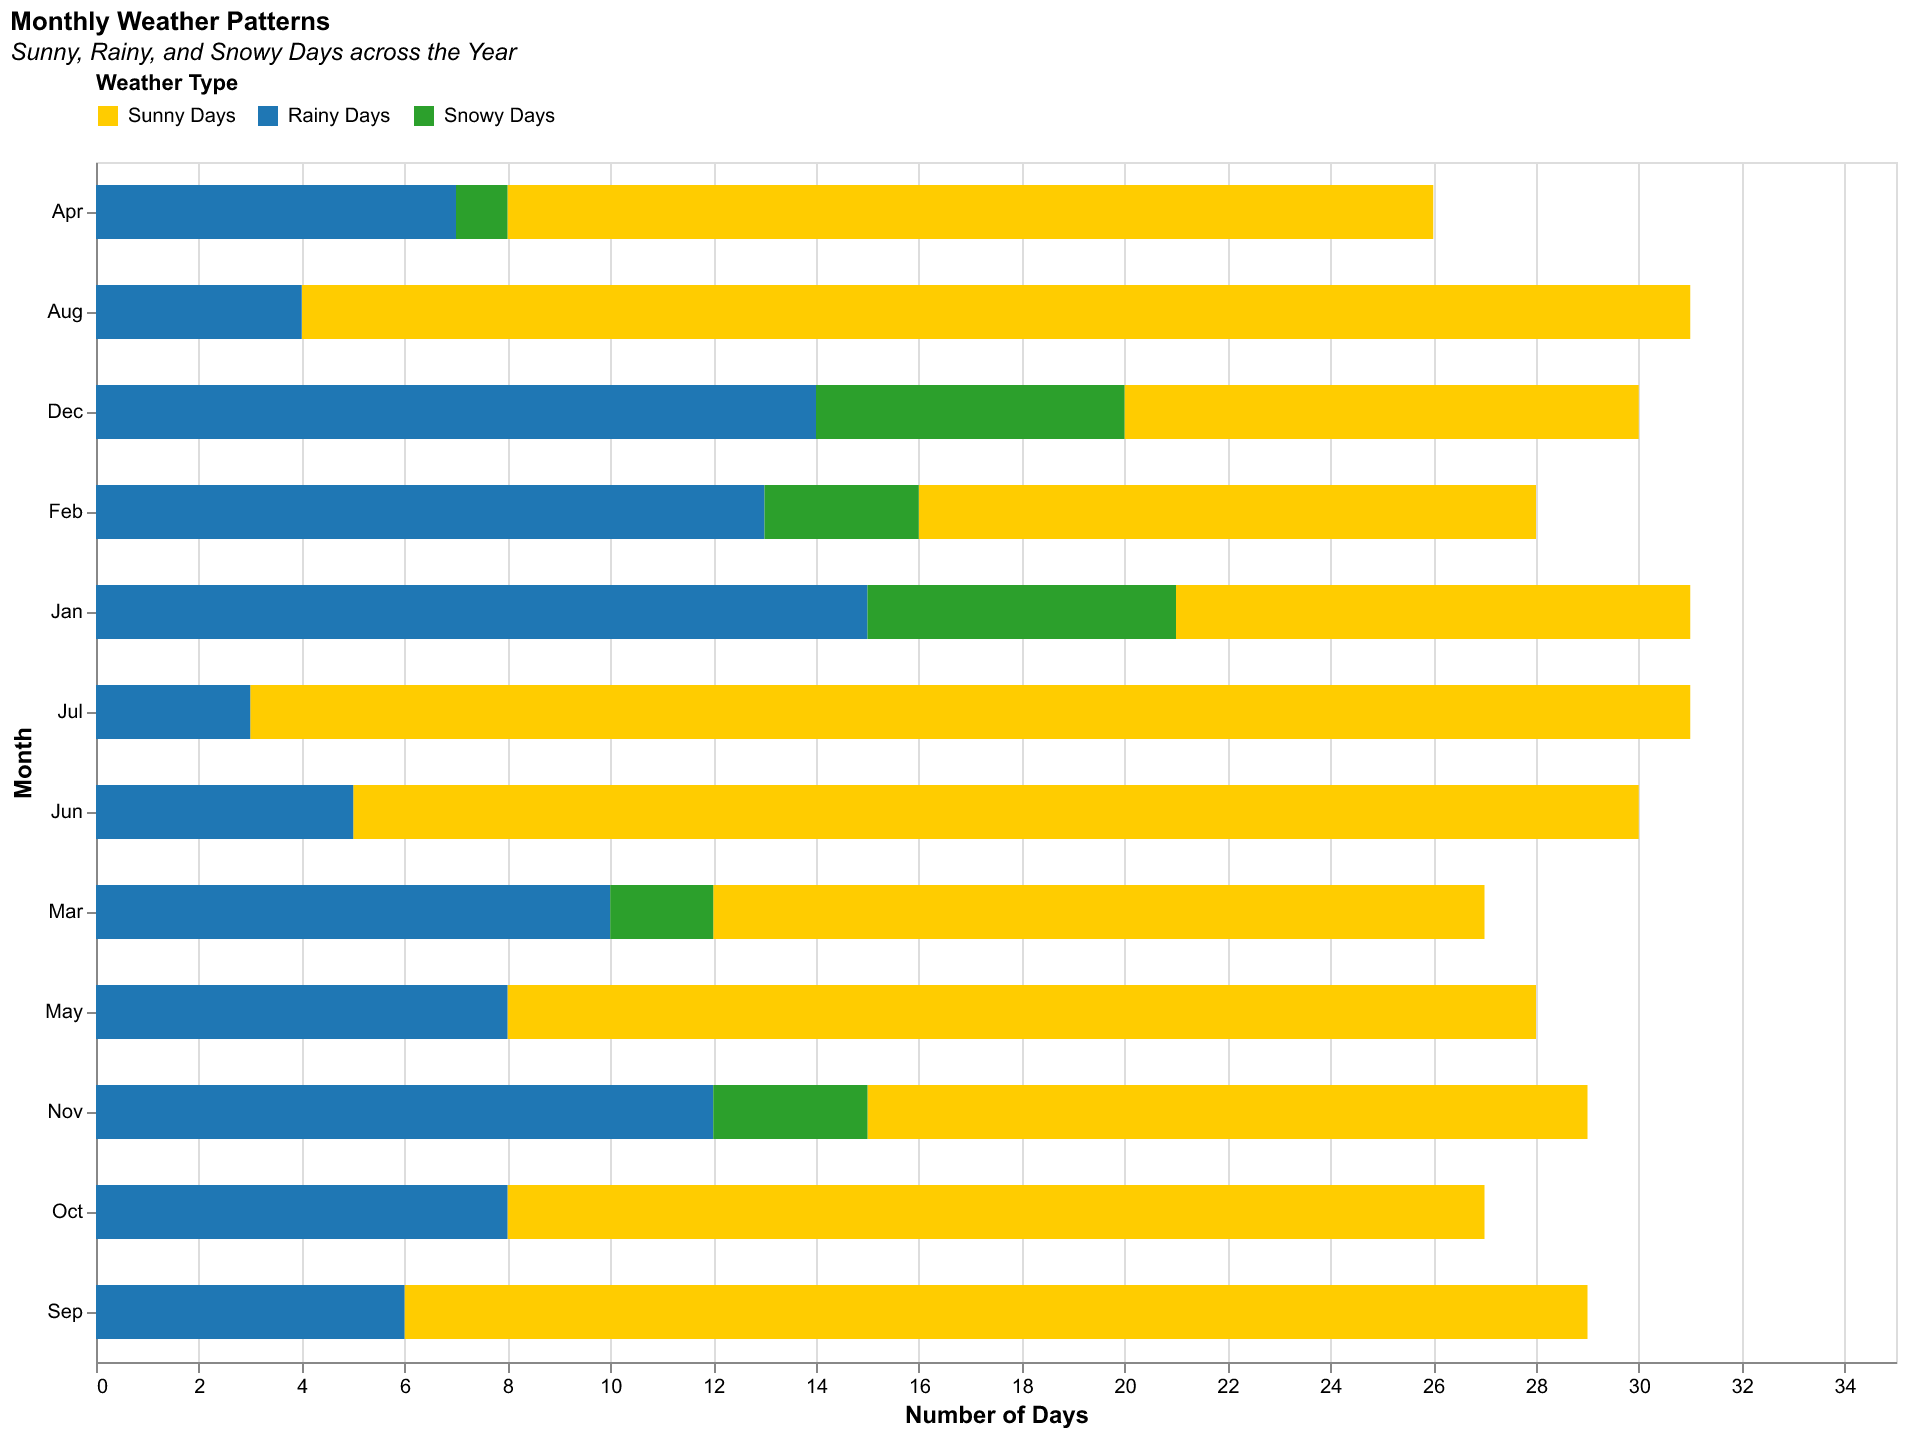 Monthly Weather Patterns
Sunny, Rainy, and Snowy Days across the Year
Weather Type
Sunny Days Rainy Days Snowy Days
Apr
Aug
Dec
Feb
Jan
Jul
Month
Jun
Mar
May
Nov
Oct
Sep
0 2 4 6 8 10 12 14 16 18 20 22 24 26 28 30 32 34
Number of Days